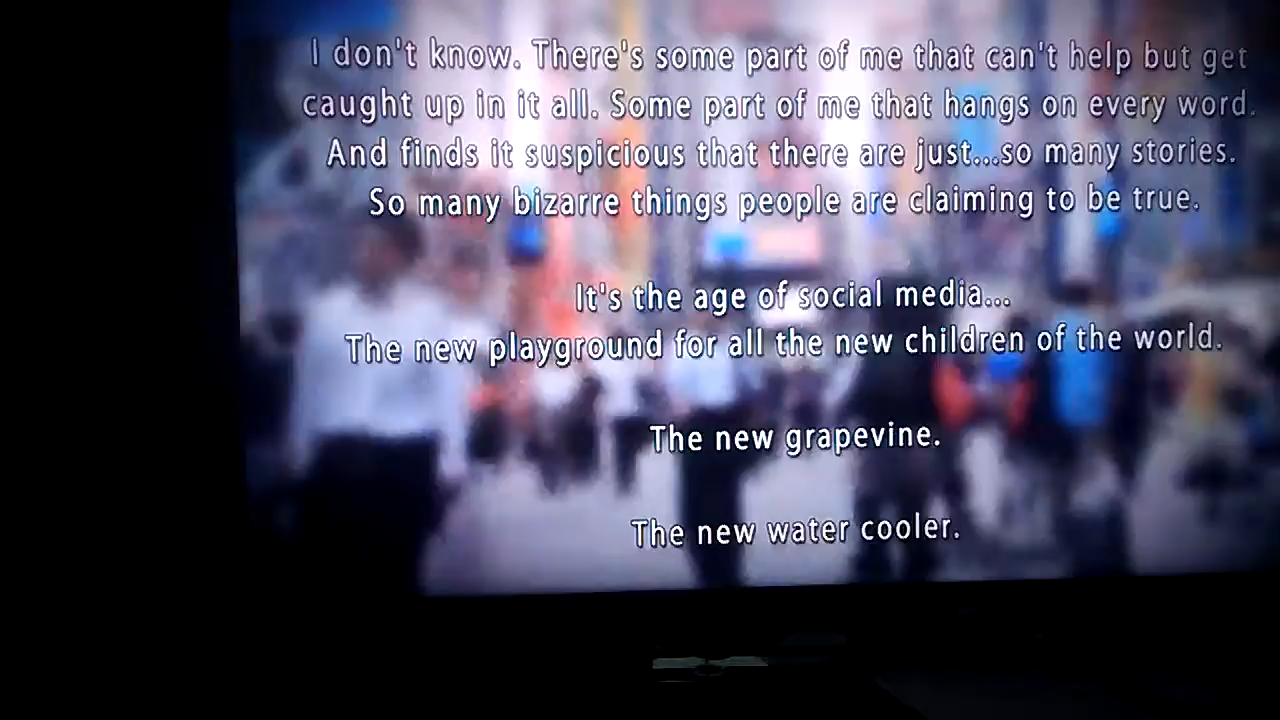 I don't know. There's some part of me that can't help but get
caught up in it all. Some part of me that hangs on every word.
And finds it suspicious that there are just...so many stories.
So many bizarre things people are claiming to be true.
It's the age of social media...
The new playground for all the new children of the world.
The new grapevine.
The new water cooler.